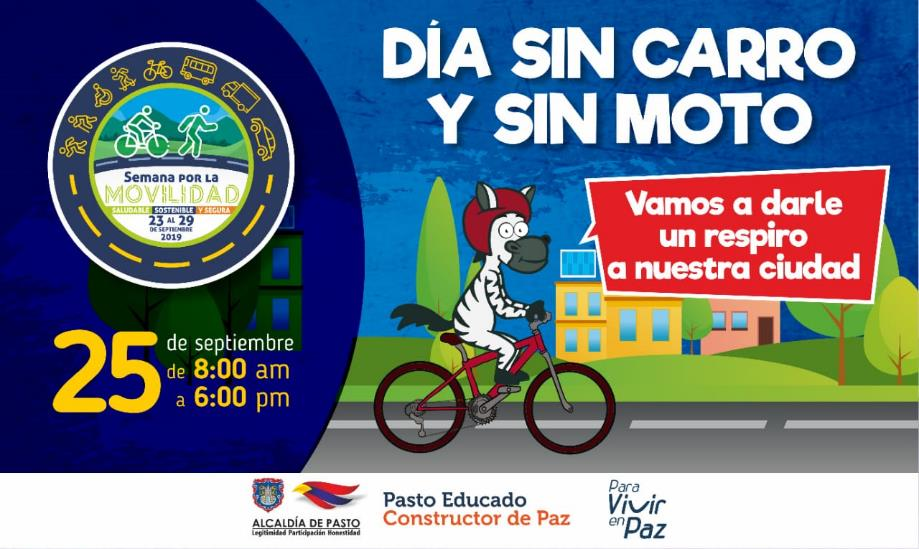 DÍA SIN CARRO
Y SIN MOTO
Semana POR LA
MOVILIDAD
SALUDABLE SOSTENIBLE Y SEGURA
23 AL 29
DE SEPTIEMBRE
2019
Vamos a darle
un respiro
a nuestra ciudad
25 de septiembre
de 8:00 am
a 6:00 pm
ALCALDÍA DE PASTO
Legitimidad Participación Honestidad
Pasto Educado
Constructor de Paz
Para
Vivir
en Paz